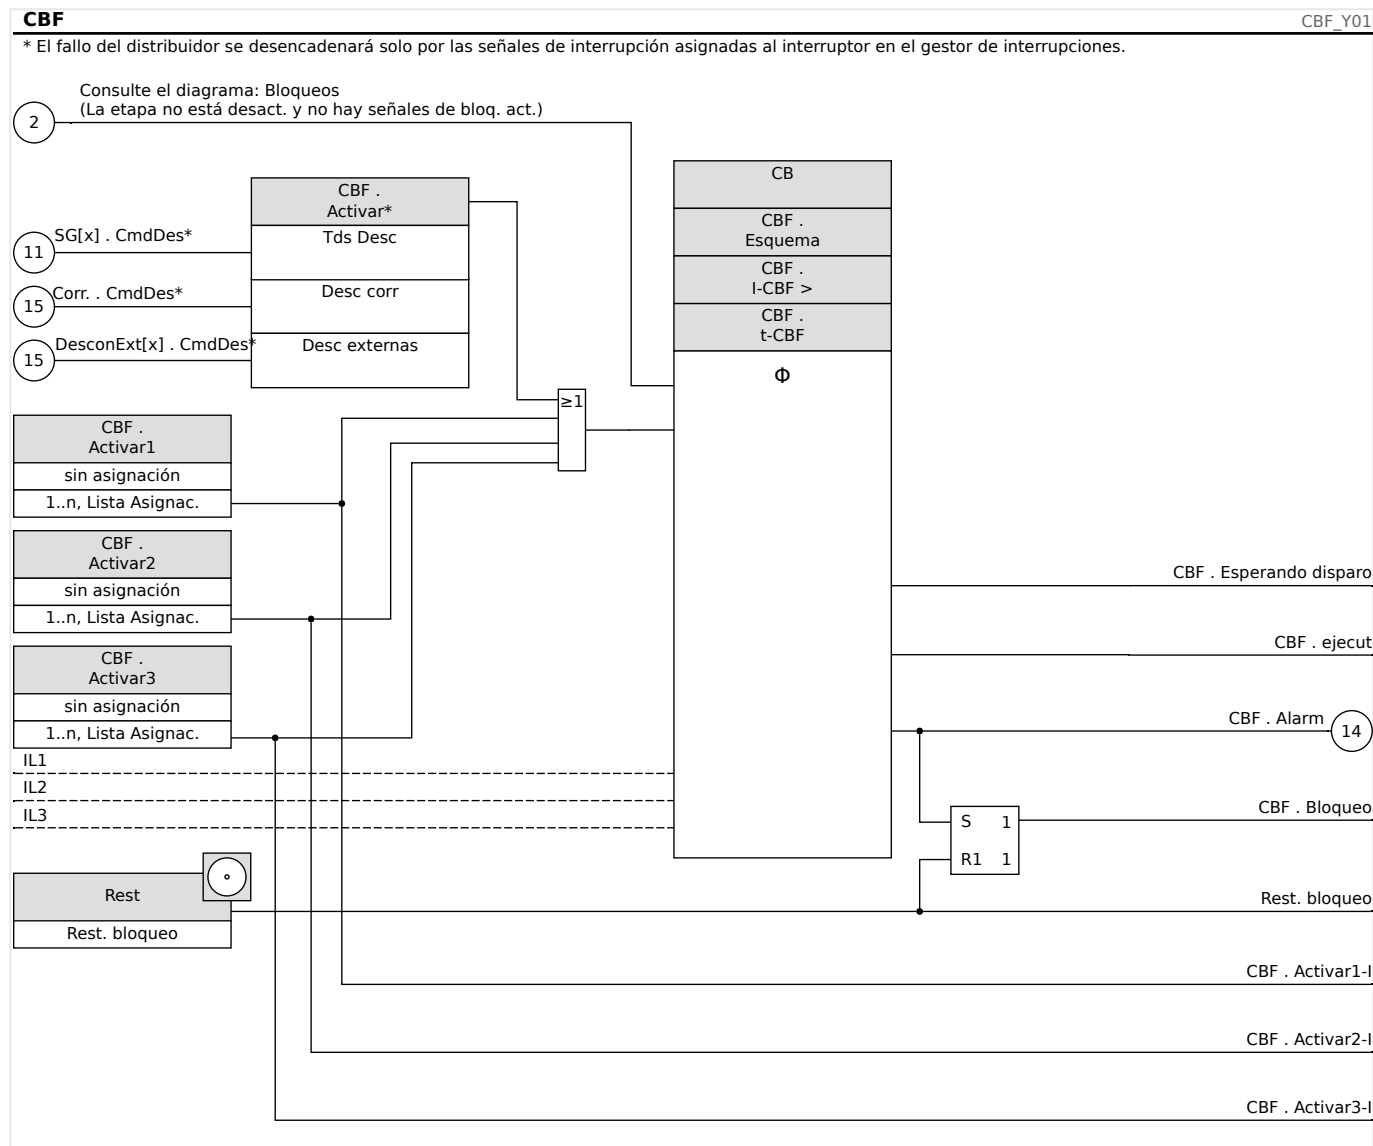 CBF
CBF_Y01
* El fallo del distribuidor se desencadenará solo por las señales de interrupción asignadas al interruptor en el gestor de interrupciones.
Consulte el diagrama: Bloqueos
(La etapa no está desact. y no hay señales de bloq. act.)
2
CBF .
Activar*
Tds Desc
Desc corr
Desc externas
11
SG[x] . CmdDes*
15
Corr. . CmdDes*
15
DesconExt[x] . CmdDes*
CB
CBF .
Esquema
CBF .
I-CBF >
CBF .
t-CBF
Φ
≥1
CBF .
Activar1
sin asignación
1..n, Lista Asignac.
CBF .
Activar2
sin asignación
1..n, Lista Asignac.
CBF .
Activar3
sin asignación
1..n, Lista Asignac.
IL1
IL2
IL3
Rest
Rest. bloqueo
CBF . Esperando disparo
CBF . ejecut
CBF . Alarm
14
S 1
R1 1
CBF . Bloqueo
Rest. bloqueo
CBF . Activar1-I
CBF . Activar2-I
CBF . Activar3-I